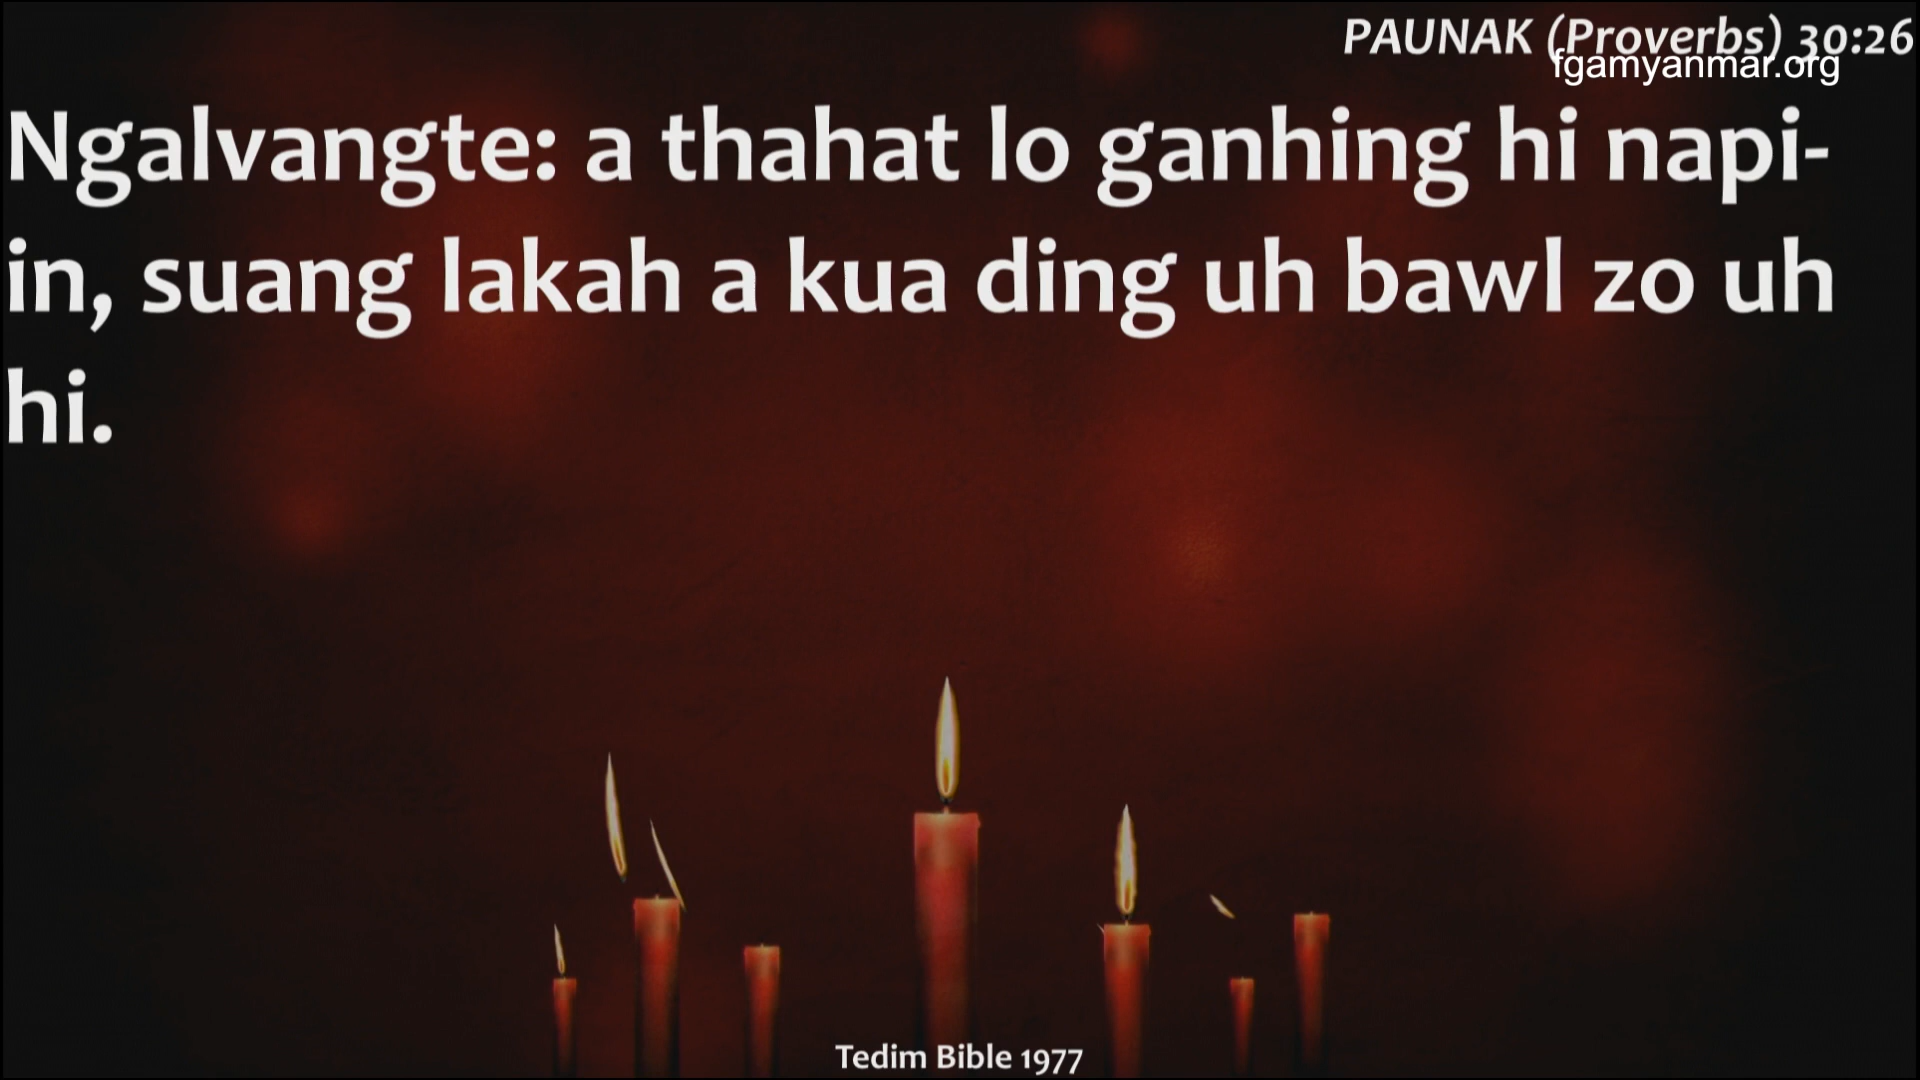 PAUNAK (Proverbs) 30:26
fgamyanmar.org
Ngalvangte: a thahat lo ganhing hi napi-
in, suang lakah a kua ding uh bawl zo uh
hi.
Tedim Bible 1977